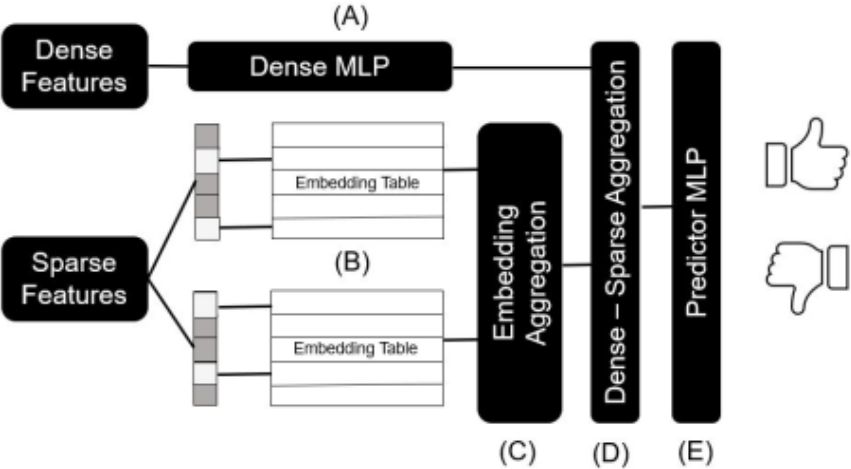 (A)
Dense
Features
Dense MLP
Embedding Table
(B)
Sparse
Features
Embedding Table
Embedding
Aggregation
Dense – Sparse Aggregation
Predictor MLP
(C)
(D)
(E)